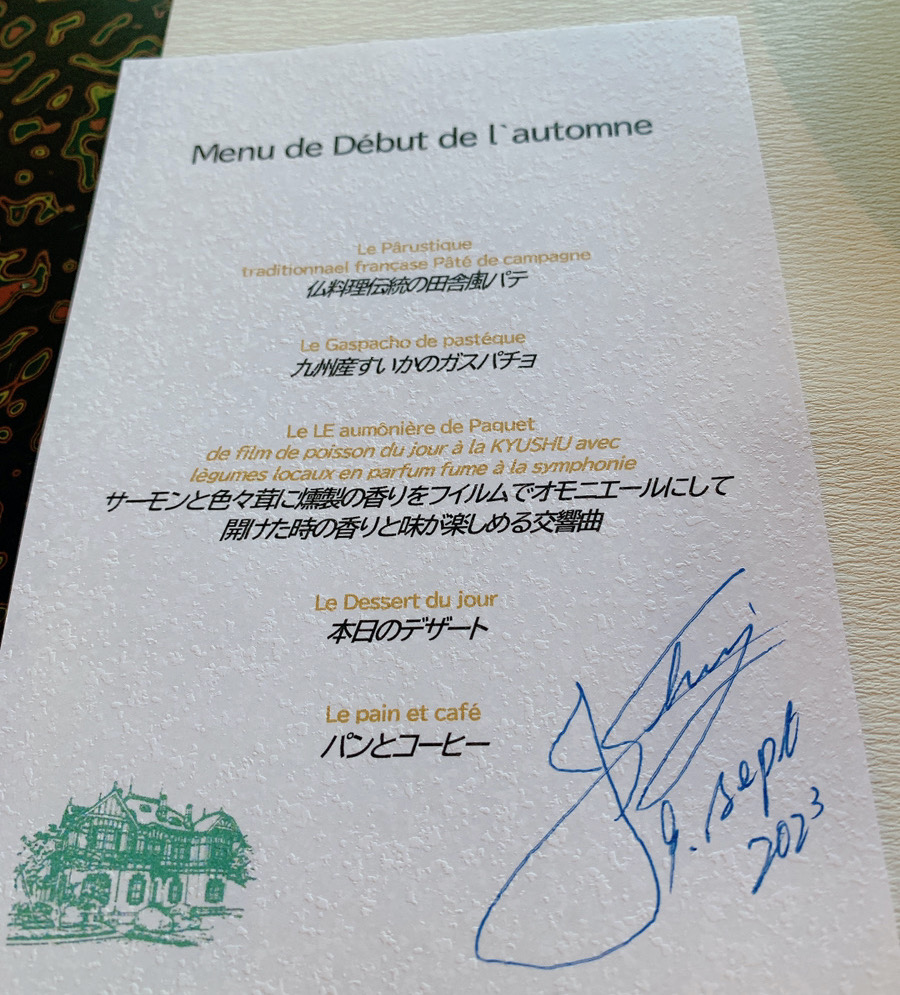 Menu de Début de l`automne
Le Pârustique
traditionnael françase Pâté de campagne
仏料理伝統の田舎風パテ
Le Gaspacho de pastéque
九州産すいかのガスパチョ
Le LE aumônière de Paquet
de film de poisson du jour à la KYUSHU avec
légumes locaux en parfum fume à la symphonie
サーモンと色々茸に燻製の香りをフイルムでオモニエールにして
開けた時の香りと味が楽しめる交響曲
Le Dessert du jour
本日のデザート
Le pain et café
パンとコーヒー
9. sept
2023